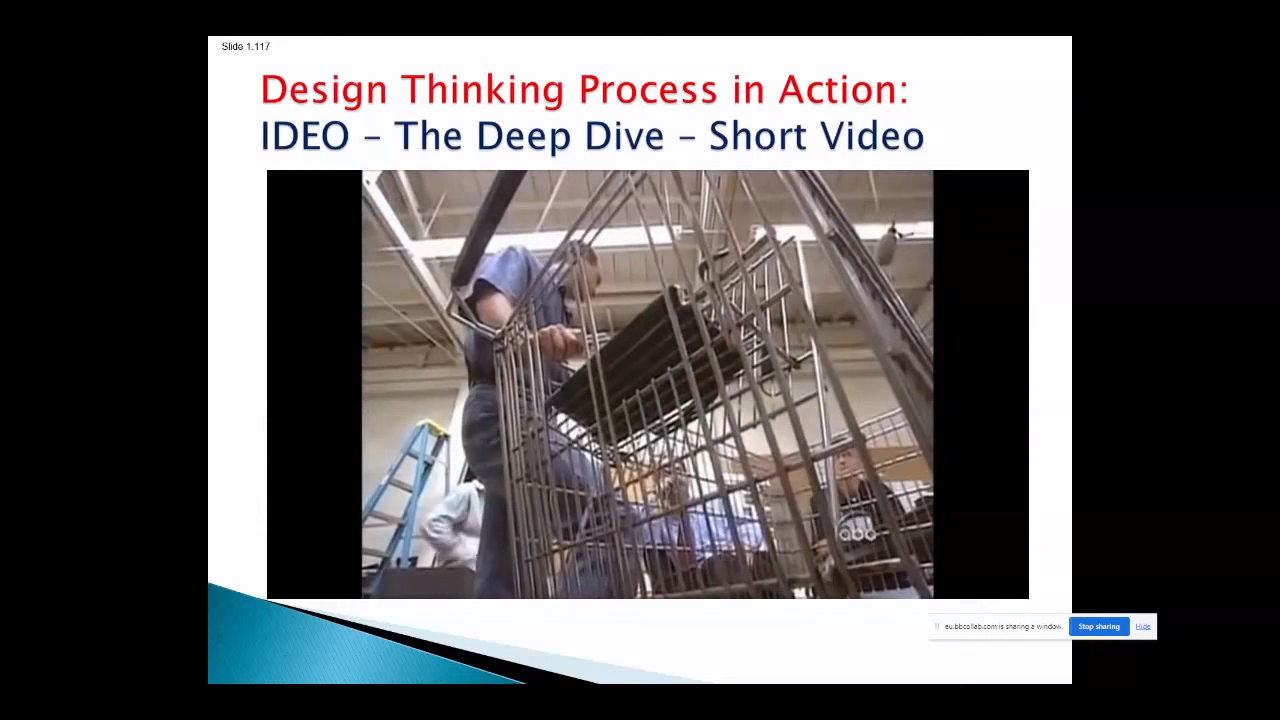 Slide 1.117
Design Thinking Process in Action:
IDEO – The Deep Dive – Short Video
abc
eu.bbcollab.com is sharing a window.
Stop sharing
Hide